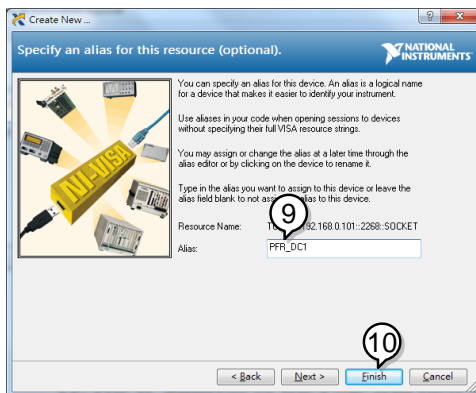 Create New ...
Specify an alias for this resource (optional).
NATIONAL
INSTRUMENTS
You can specify an alias for this device. An alias is a logical name
for a device that makes it easier to identify your instrument.
Use aliases in your code when opening sessions to devices
without specifying their full VISA resource strings.
You may assign or change the alias at a later time through the
alias editor or by clicking on the device to rename it.
Type in the alias you want to assign to this device or leave the
alias field blank to not alias to this device.
NI-VISA
9
Resource Name: 92.168.0.101::2268::SOCKET
Alias: PFR_DC1
10
< Back Next > Finish Cancel